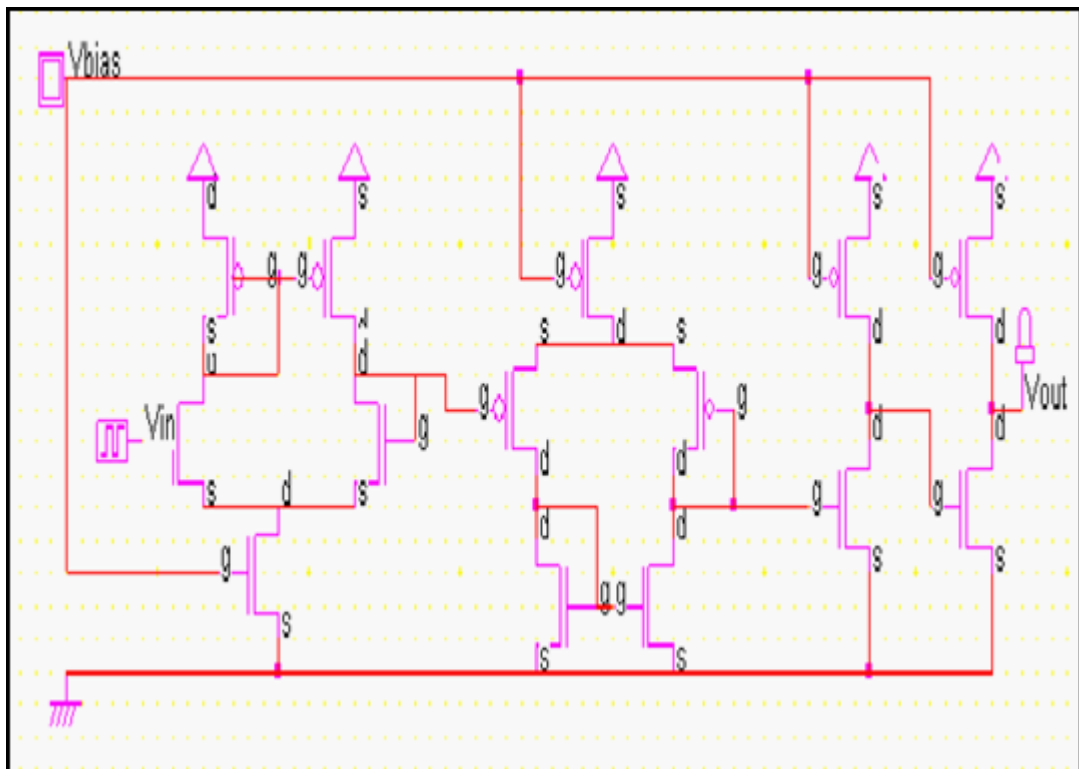 Vbias
d s s s s
g g g g g
s d d d d
u d s s
Vin g g g Vout
d d d d
s d s g g
d d
g s s
g g
s s s